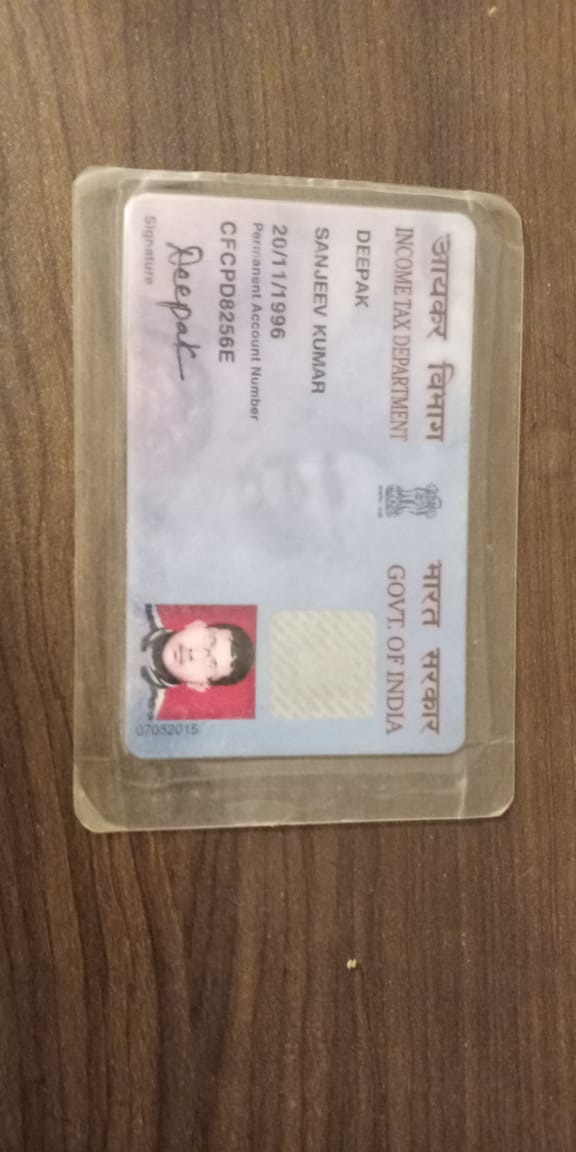 आयकर विभाग
INCOME TAX DEPARTMENT
भारत सरकार
GOVT. OF INDIA
DEEPAK
SANJEEV KUMAR
20/11/1996
Permanent Account Number
CFCPD8256E
Deepak
Signature
07052015